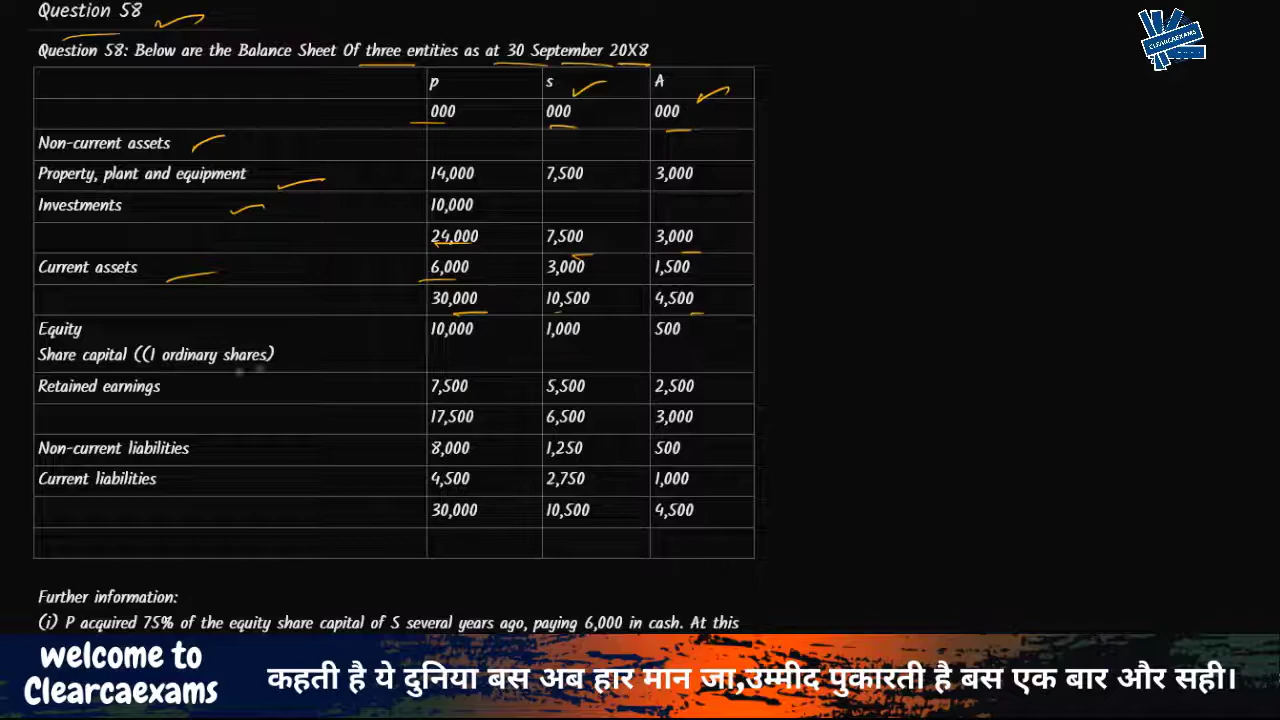 Question 58
CLEARCAEXAMS
Question 58: Below are the Balance Sheet Of three entities as at 30 September 20X8
p s A
000 000 000
Non-current assets
Property, plant and equipment 14,000 7,500 3,000
Investments 10,000
24,000 7,500 3,000
Current assets 6,000 3,000 1,500
30,000 10,500 4,500
Equity 10,000 1,000 500
Share capital ((1 ordinary shares)
Retained earnings 7,500 5,500 2,500
17,500 6,500 3,000
Non-current liabilities 8,000 1,250 500
Current liabilities 4,500 2,750 1,000
30,000 10,500 4,500
Further information:
(i) P acquired 75% of the equity share capital of S several years ago, paying 6,000 in cash. At this
welcome to
Clearcaexams
कहती है ये दुनिया बस अब हार मान जा,उम्मीद पुकारती है बस एक बार और सही।